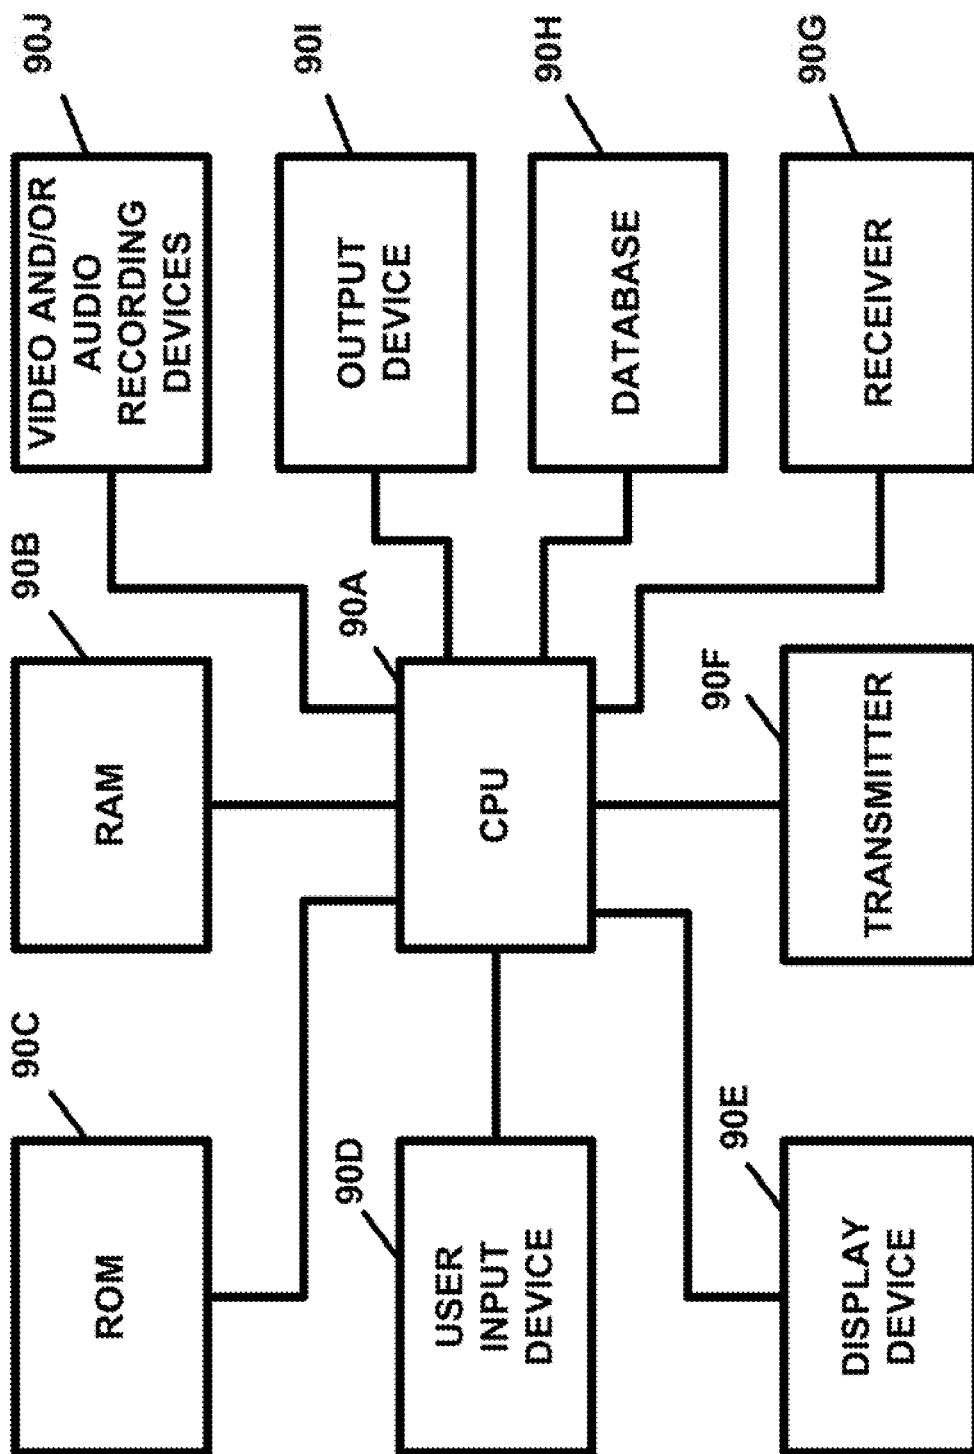 90C
ROM
90B
RAM
90J
VIDEO AND/OR
AUDIO
RECORDING
DEVICES
90D
USER
INPUT
DEVICE
90A
CPU
90I
OUTPUT
DEVICE
90H
DATABASE
90E
DISPLAY
DEVICE
90F
TRANSMITTER
90G
RECEIVER